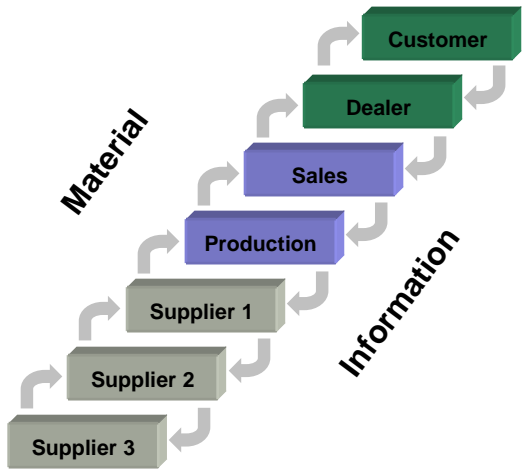 Customer
Dealer
Material
Sales
Production
Information
Supplier 1
Supplier 2
Supplier 3